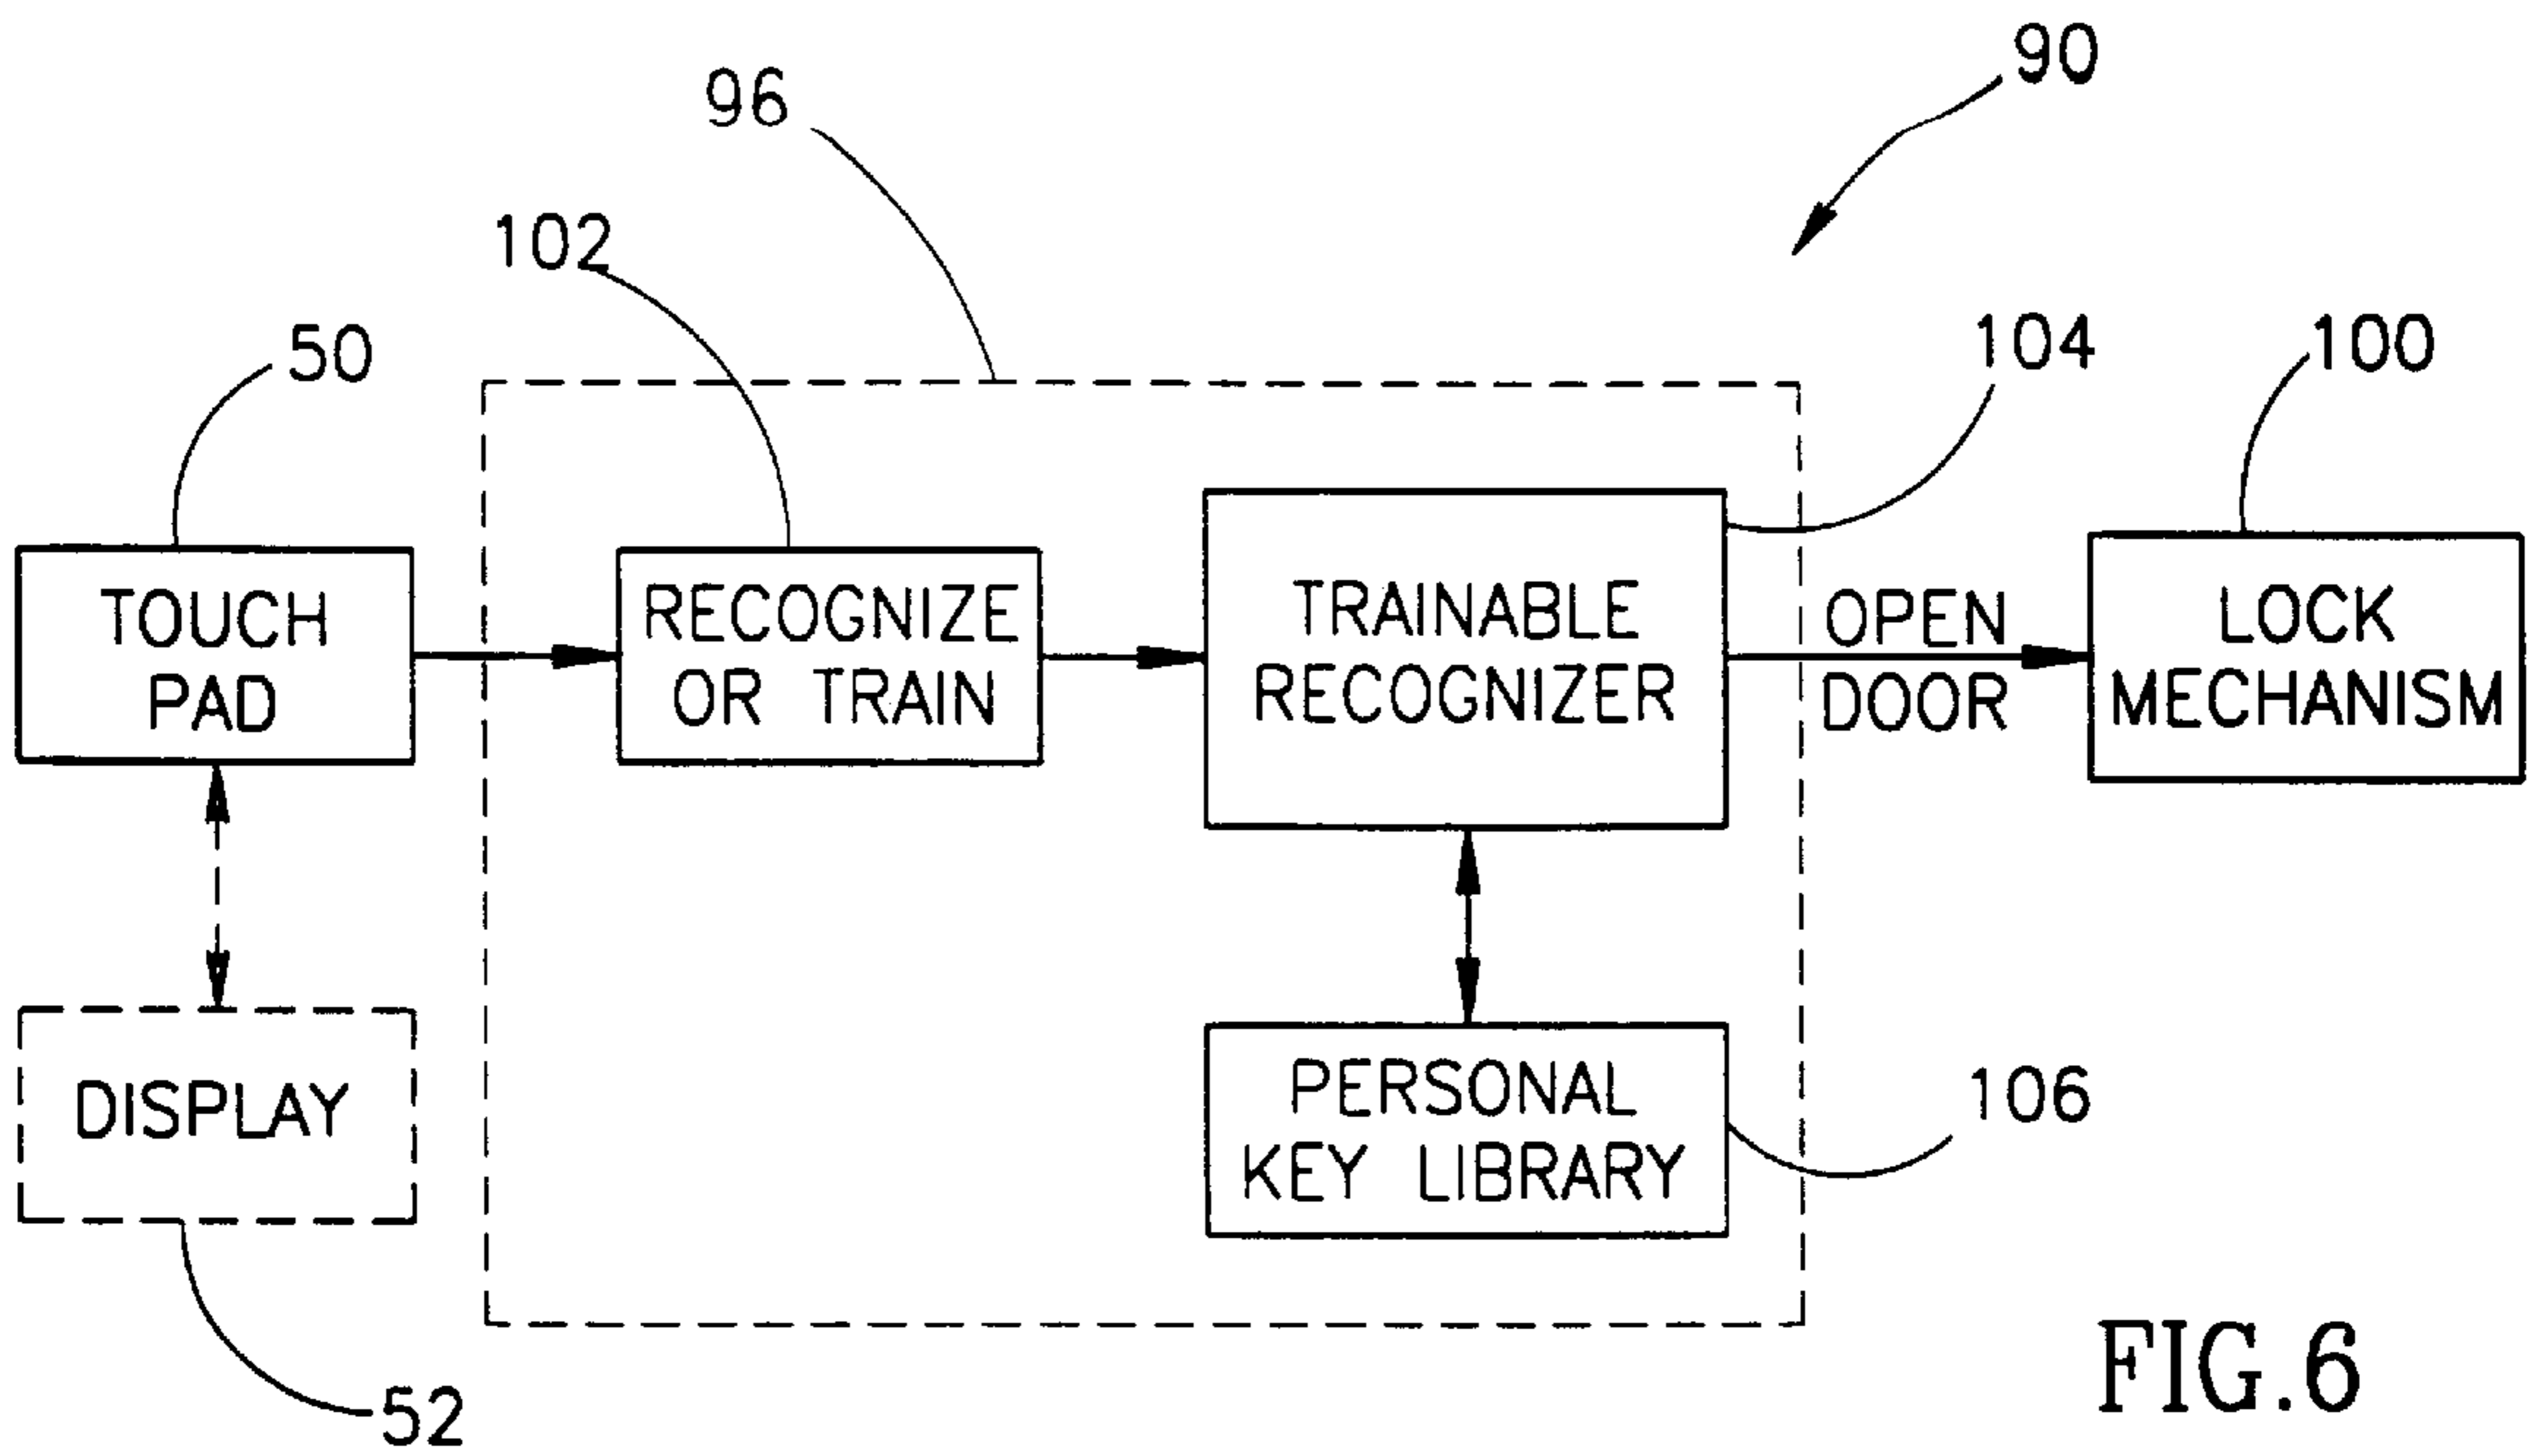 90
96
102
50
104
100
TOUCH
PAD
RECOGNIZE
OR TRAIN
TRAINABLE
RECOGNIZER
OPEN
DOOR
LOCK
MECHANISM
DISPLAY
PERSONAL
KEY LIBRARY
106
52
FIG.6